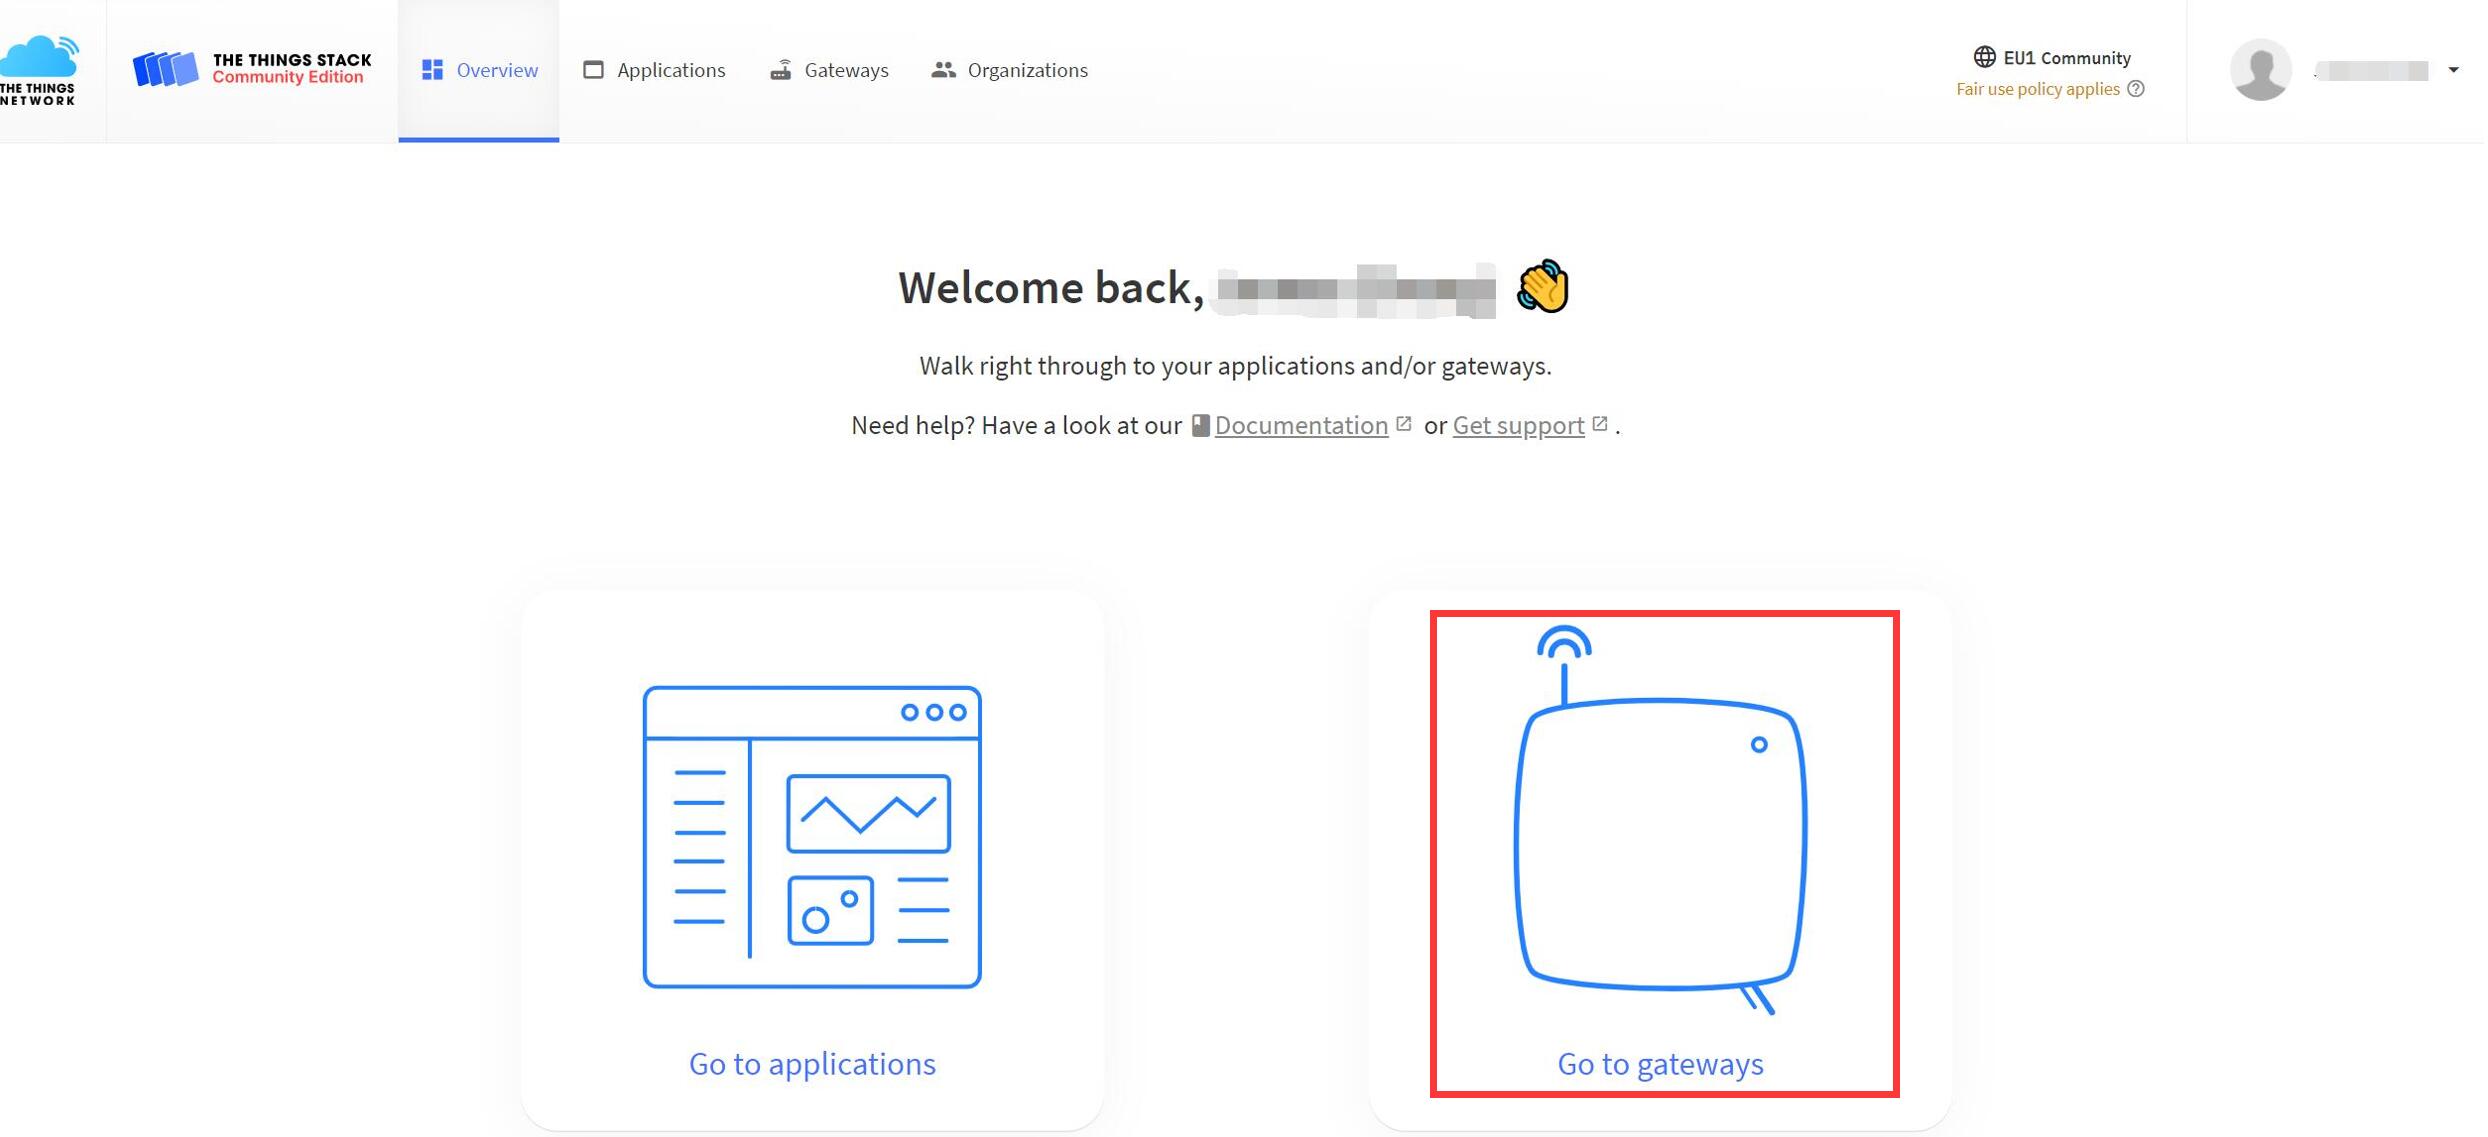 THE THINGS
NETWORK
THE THINGS STACK
Community Edition
Overview
Applications
Gateways
Organizations
EU1 Community
Fair use policy applies
Welcome back,
Walk right through to your applications and/or gateways.
Need help? Have a look at our Documentation or Get support .
Go to applications
Go to gateways